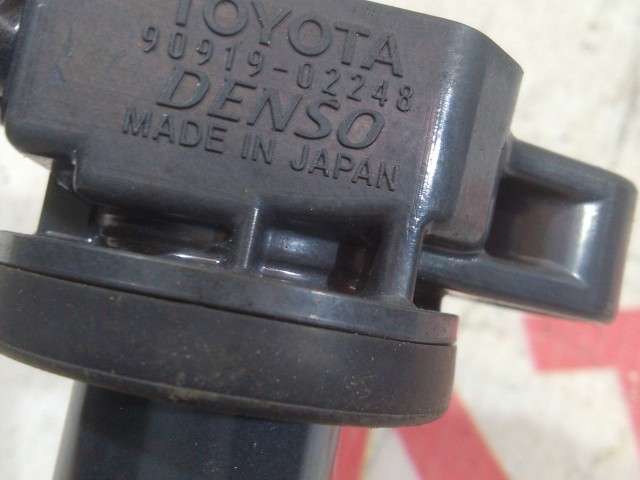 TOYOTA
90919-02248
DENSO
MADE IN JAPAN